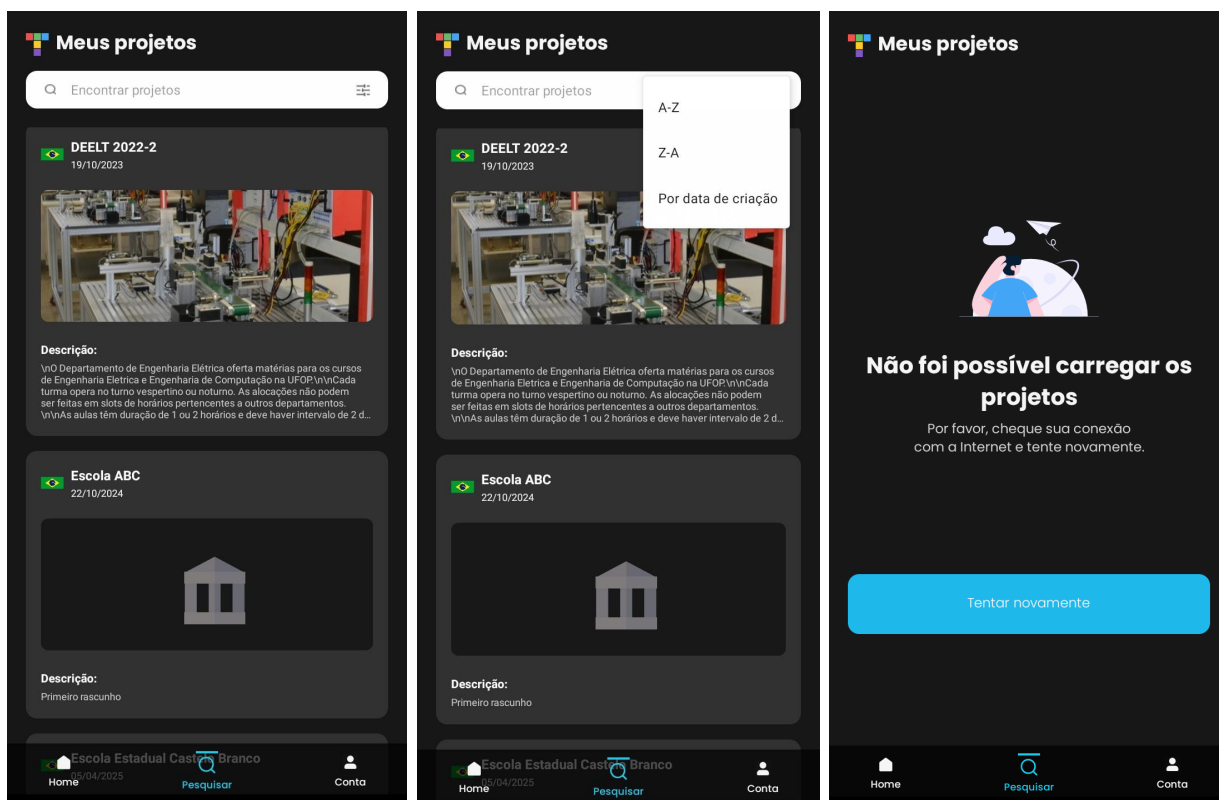 Meus projetos
Encontrar projetos
DEELT 2022-2
19/10/2023
Descrição:
\nO Departamento de Engenharia Elétrica oferta matérias para os cursos
de Engenharia Eletrica e Engenharia de Computação na UFOP.\n\nCada
turma opera no turno vespertino ou noturno. As alocações não podem
ser feitas em slots de horários pertencentes a outros departamentos.
\n\nAs aulas têm duração de 1 ou 2 horários e deve haver intervalo de 2 d...
Escola ABC
22/10/2024
Descrição:
Primeiro rascunho
Escola Estadual Castelo Branco
05/04/2025
Home
Pesquisar
Conta
Meus projetos
Encontrar projetos
A-Z
Z-A
Por data de criação
DEELT 2022-2
19/10/2023
Descrição:
\nO Departamento de Engenharia Elétrica oferta matérias para os cursos
de Engenharia Eletrica e Engenharia de Computação na UFOP.\n\nCada
turma opera no turno vespertino ou noturno. As alocações não podem
ser feitas em slots de horários pertencentes a outros departamentos.
\n\nAs aulas têm duração de 1 ou 2 horários e deve haver intervalo de 2 d...
Escola ABC
22/10/2024
Descrição:
Primeiro rascunho
Escola Estadual Castelo Branco
05/04/2025
Home
Pesquisar
Conta
Meus projetos
Não foi possível carregar os
projetos
Por favor, cheque sua conexão
com a Internet e tente novamente.
Tentar novamente
Home
Pesquisar
Conta